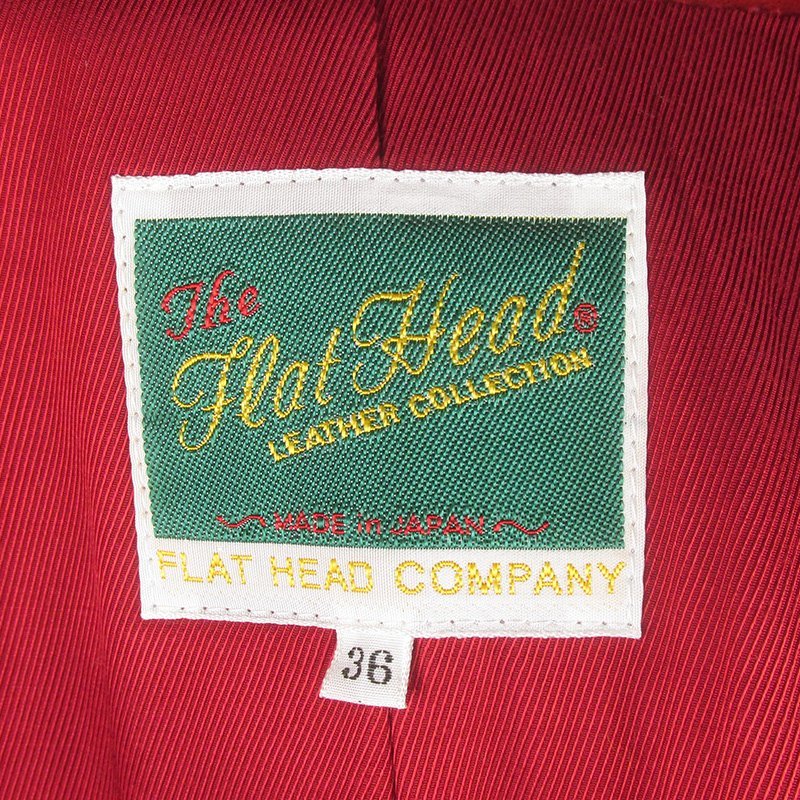 The
Flat Head®
LEATHER COLLECTION
~MADE in JAPAN~
FLAT HEAD COMPANY
36